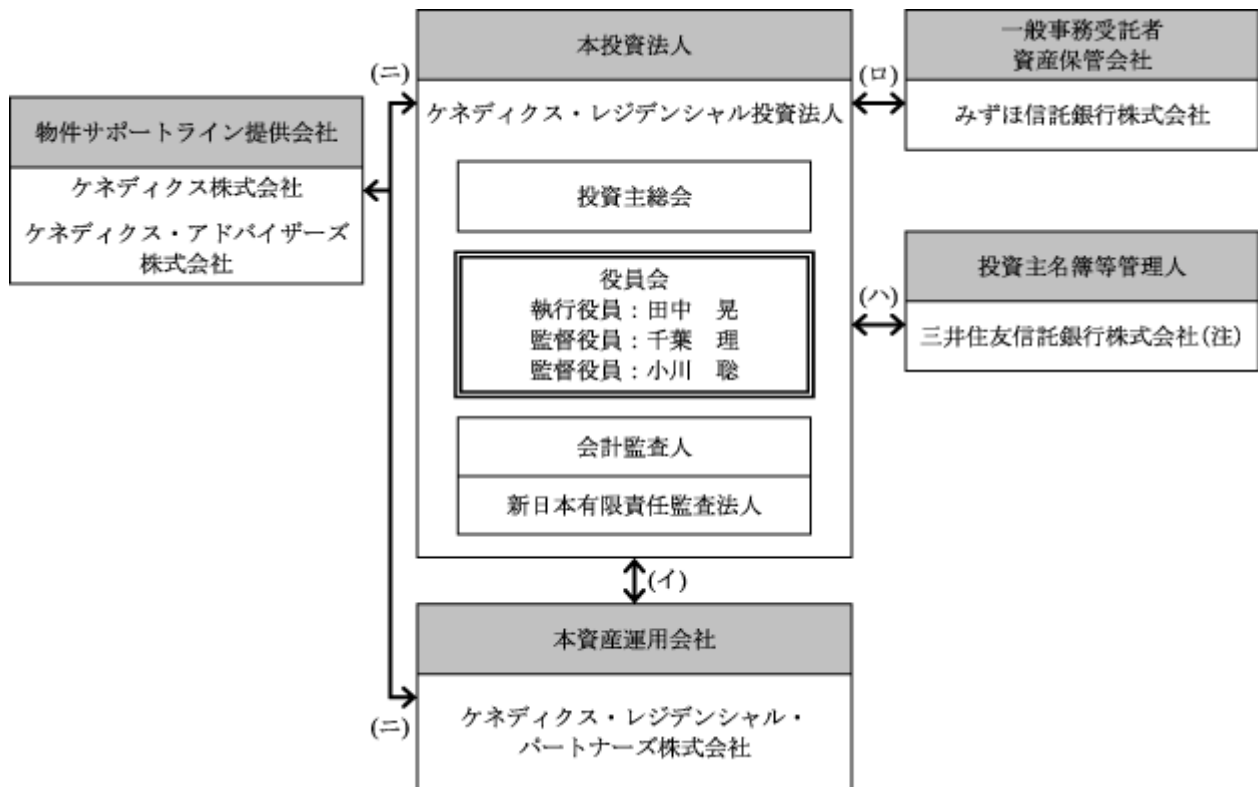 本投資法人
ケネディクス・レジデンシャル投資法人
投資主総会
役員会
執行役員：田中　晃
監督役員：千葉　理
監督役員：小川　聡
会計監査人
新日本有限責任監査法人
(ニ)
物件サポートライン提供会社
ケネディクス株式会社
ケネディクス・アドバイザーズ
株式会社
(ロ)
一般事務受託者
資産保管会社
みずほ信託銀行株式会社
(ハ)
投資主名簿等管理人
三井住友信託銀行株式会社(注)
(イ)
本資産運用会社
ケネディクス・レジデンシャル・
パートナーズ株式会社
(ニ)